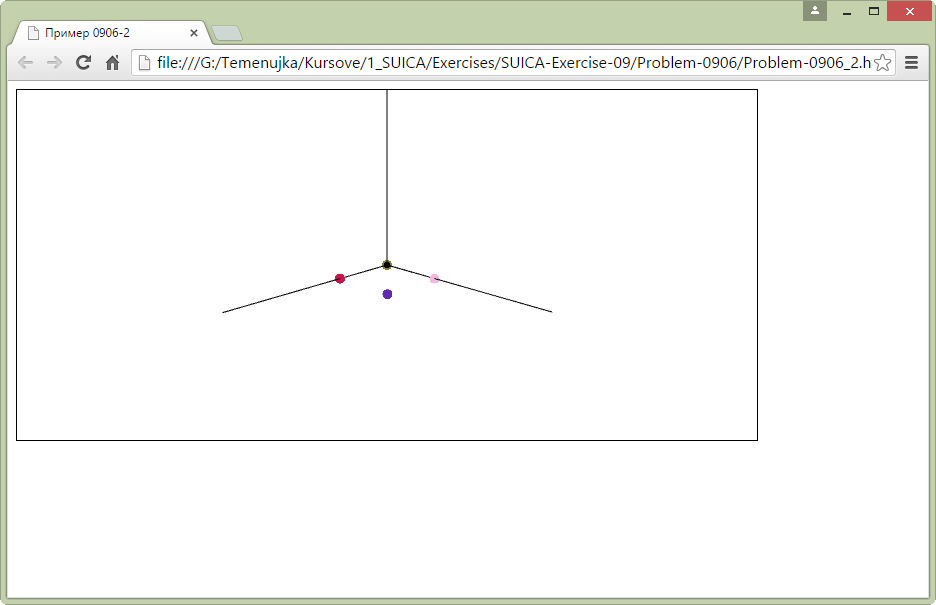 Пример 0906-2
file:///G:/Temenujka/Kursove/1_SUICA/Exercises/SUICA-Exercise-09/Problem-0906/Problem-0906_2.h